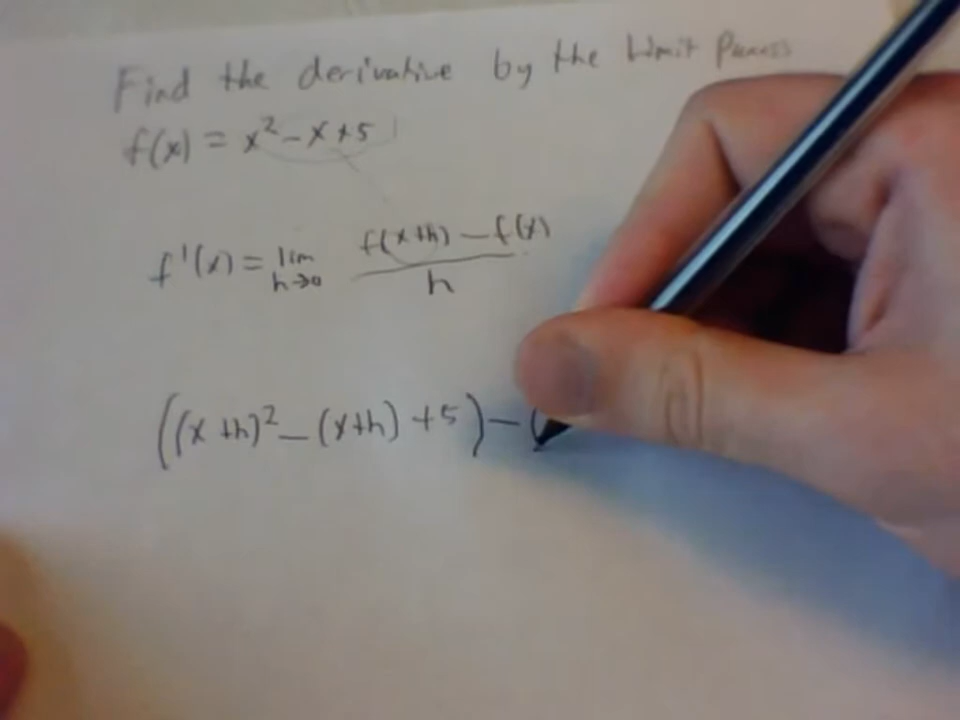 Find the derivative by the Limit Process
f(x) = x² - x + 5
f'(x) = lim h→0 f(x+h) - f(x) / h
((x+h)² - (x+h) + 5) - (